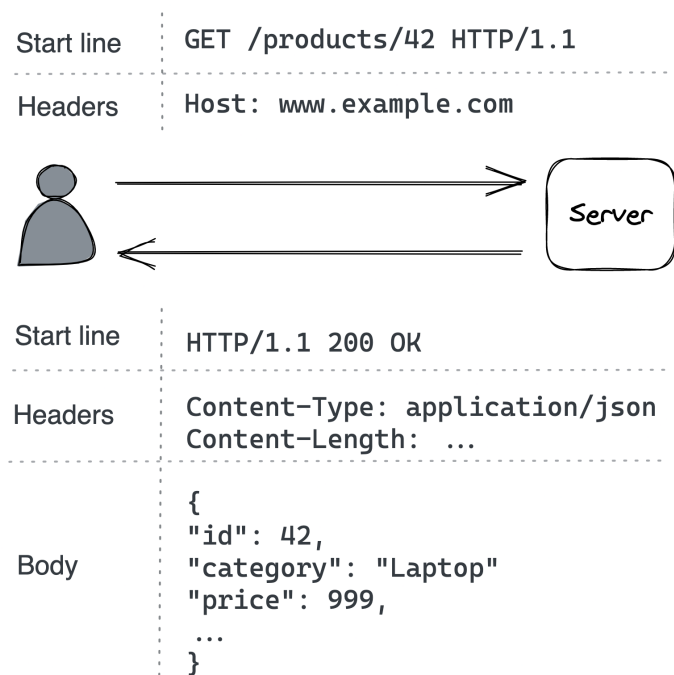 Start line
GET /products/42 HTTP/1.1
Headers
Host: www.example.com
Server
Start line
HTTP/1.1 200 OK
Headers
Content-Type: application/json
Content-Length: ...
Body
{
"id": 42,
"category": "Laptop"
"price": 999,
...
}